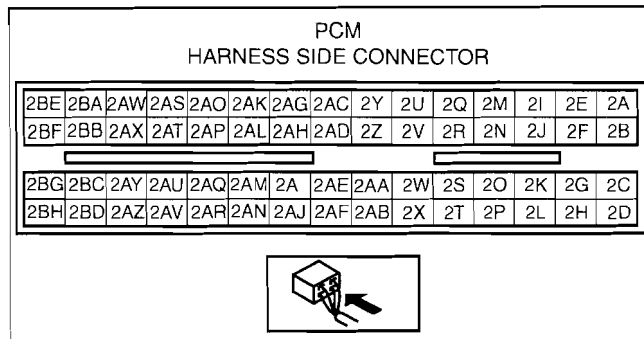 PCM
HARNESS SIDE CONNECTOR
2BE 2BA 2AW 2AS 2AO 2AK 2AG 2AC 2Y 2U 2Q 2M 2I 2E 2A
2BF 2BB 2AX 2AT 2AP 2AL 2AH 2AD 2Z 2V 2R 2N 2J 2F 2B
2BG 2BC 2AY 2AU 2AQ 2AM 2A 2AE 2AA 2W 2S 2O 2K 2G 2C
2BH 2BD 2AZ 2AV 2AR 2AN 2AJ 2AF 2AB 2X 2T 2P 2L 2H 2D